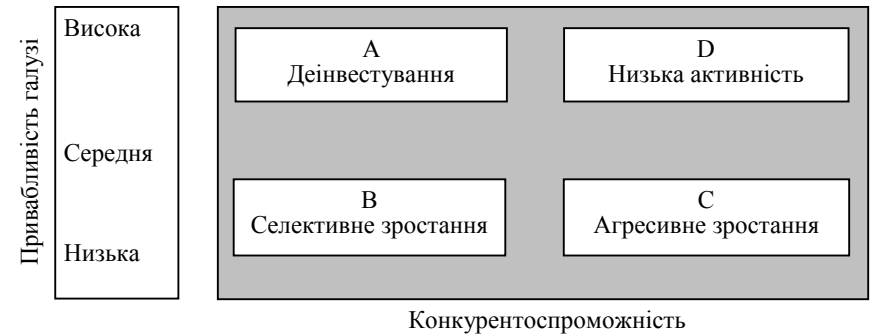 Привабливість галузі
Висока
Середня
Низька
A
Деінвестування
D
Низька активність
B
Селективне зростання
C
Агресивне зростання
Конкурентоспроможність